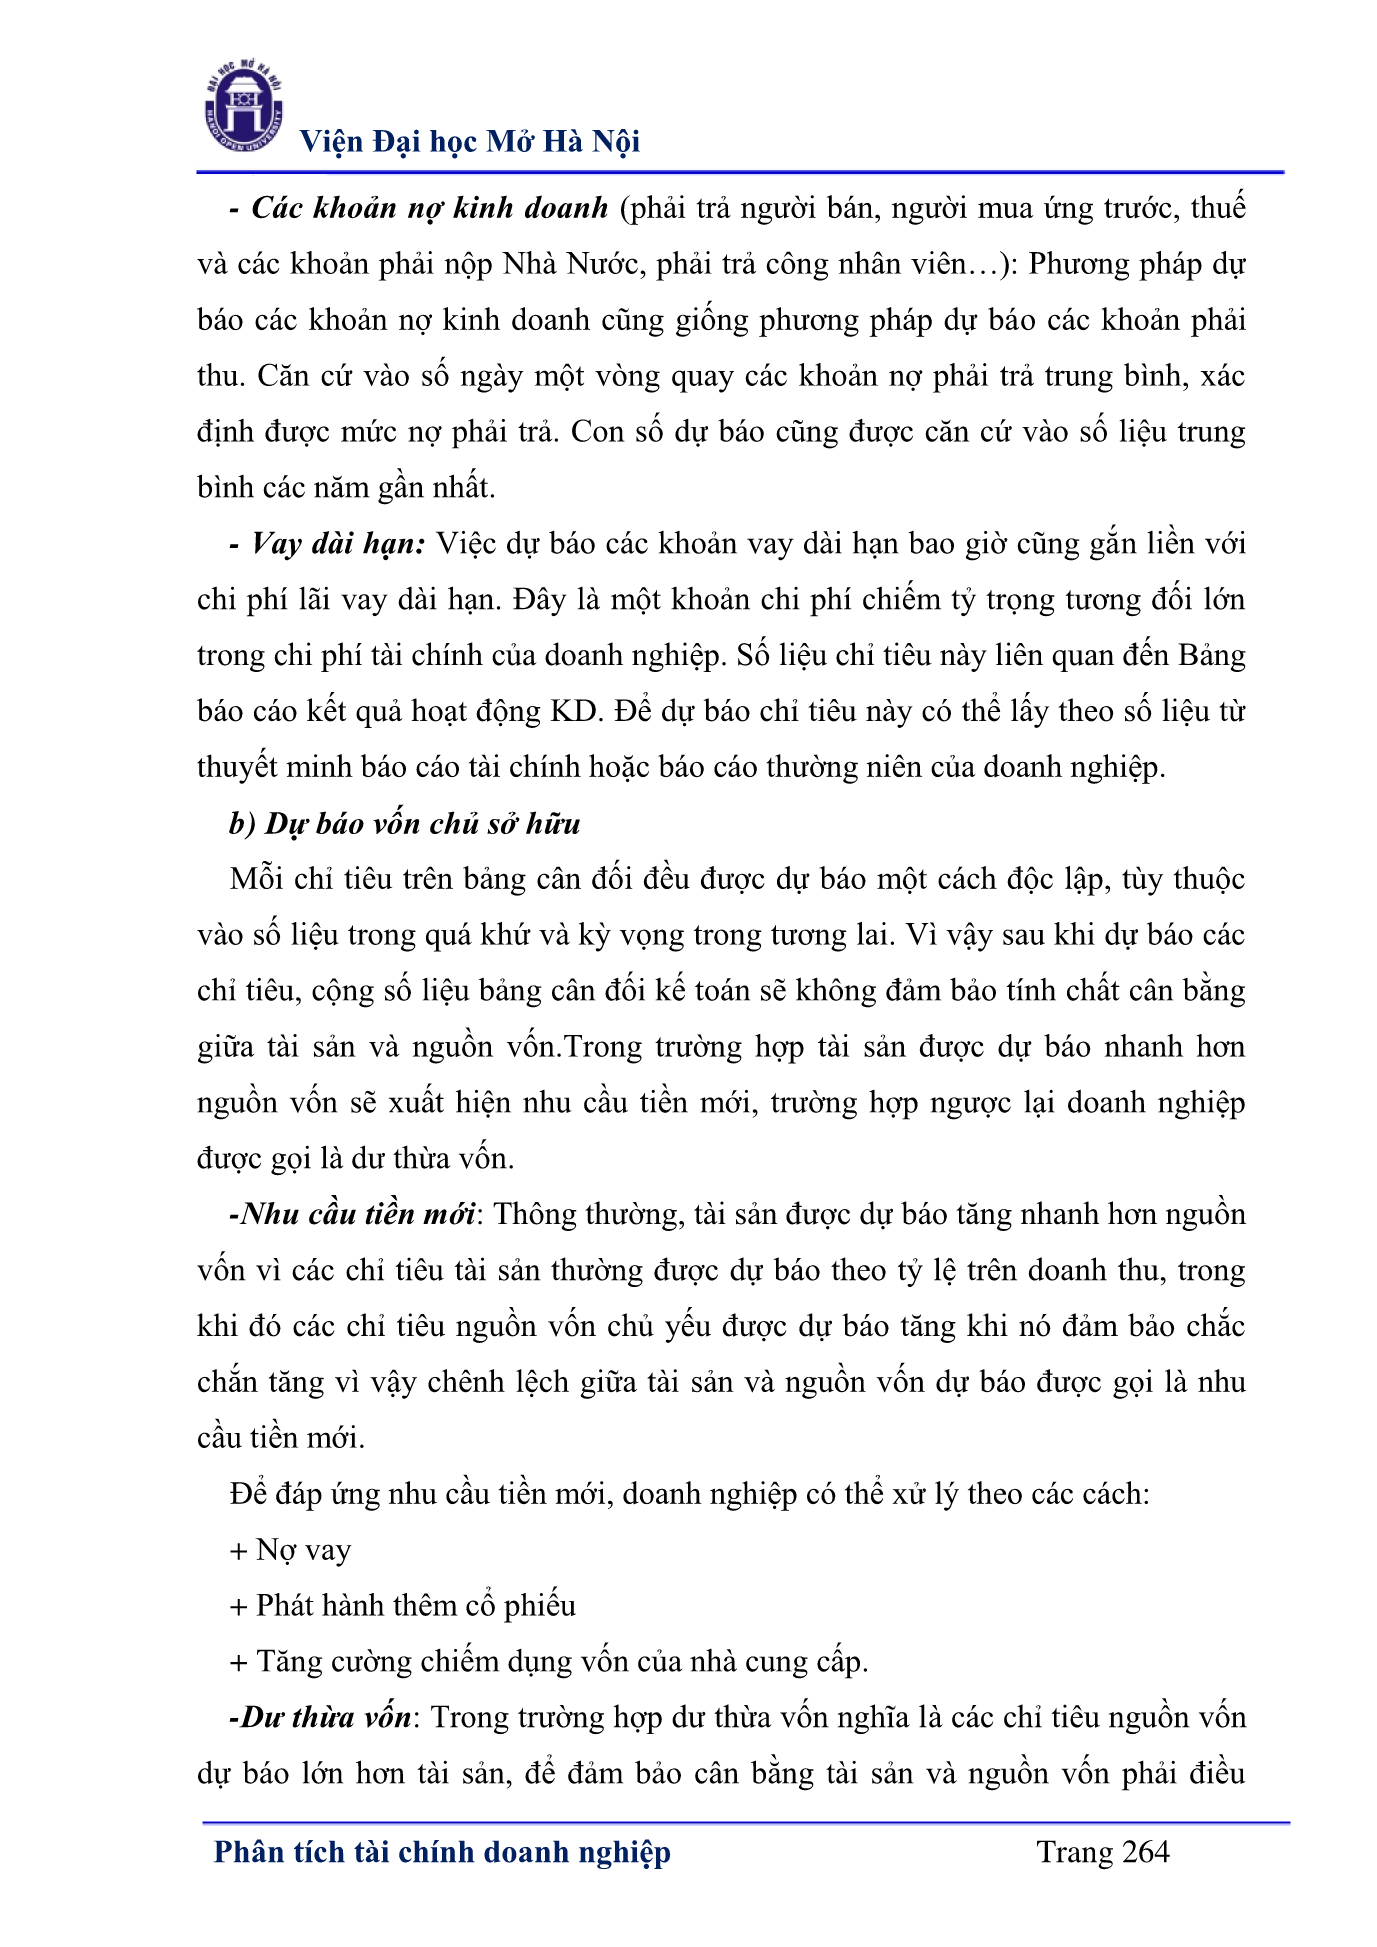 ĐẠI HỌC MỞ HÀ NỘI
HANOI OPEN UNIVERSITY
Viện Đại học Mở Hà Nội
- Các khoản nợ kinh doanh (phải trả người bán, người mua ứng trước, thuế
và các khoản phải nộp Nhà Nước, phải trả công nhân viên…): Phương pháp dự
báo các khoản nợ kinh doanh cũng giống phương pháp dự báo các khoản phải
thu. Căn cứ vào số ngày một vòng quay các khoản nợ phải trả trung bình, xác
định được mức nợ phải trả. Con số dự báo cũng được căn cứ vào số liệu trung
bình các năm gần nhất.
- Vay dài hạn: Việc dự báo các khoản vay dài hạn bao giờ cũng gắn liền với
chi phí lãi vay dài hạn. Đây là một khoản chi phí chiếm tỷ trọng tương đối lớn
trong chi phí tài chính của doanh nghiệp. Số liệu chỉ tiêu này liên quan đến Bảng
báo cáo kết quả hoạt động KD. Để dự báo chỉ tiêu này có thể lấy theo số liệu từ
thuyết minh báo cáo tài chính hoặc báo cáo thường niên của doanh nghiệp.
b) Dự báo vốn chủ sở hữu
Mỗi chỉ tiêu trên bảng cân đối đều được dự báo một cách độc lập, tùy thuộc
vào số liệu trong quá khứ và kỳ vọng trong tương lai. Vì vậy sau khi dự báo các
chỉ tiêu, cộng số liệu bảng cân đối kế toán sẽ không đảm bảo tính chất cân bằng
giữa tài sản và nguồn vốn.Trong trường hợp tài sản được dự báo nhanh hơn
nguồn vốn sẽ xuất hiện nhu cầu tiền mới, trường hợp ngược lại doanh nghiệp
được gọi là dư thừa vốn.
-Nhu cầu tiền mới: Thông thường, tài sản được dự báo tăng nhanh hơn nguồn
vốn vì các chỉ tiêu tài sản thường được dự báo theo tỷ lệ trên doanh thu, trong
khi đó các chỉ tiêu nguồn vốn chủ yếu được dự báo tăng khi nó đảm bảo chắc
chắn tăng vì vậy chênh lệch giữa tài sản và nguồn vốn dự báo được gọi là nhu
cầu tiền mới.
Để đáp ứng nhu cầu tiền mới, doanh nghiệp có thể xử lý theo các cách:
+ Nợ vay
+ Phát hành thêm cổ phiếu
+ Tăng cường chiếm dụng vốn của nhà cung cấp.
-Dư thừa vốn: Trong trường hợp dư thừa vốn nghĩa là các chỉ tiêu nguồn vốn
dự báo lớn hơn tài sản, để đảm bảo cân bằng tài sản và nguồn vốn phải điều
Phân tích tài chính doanh nghiệp Trang 264